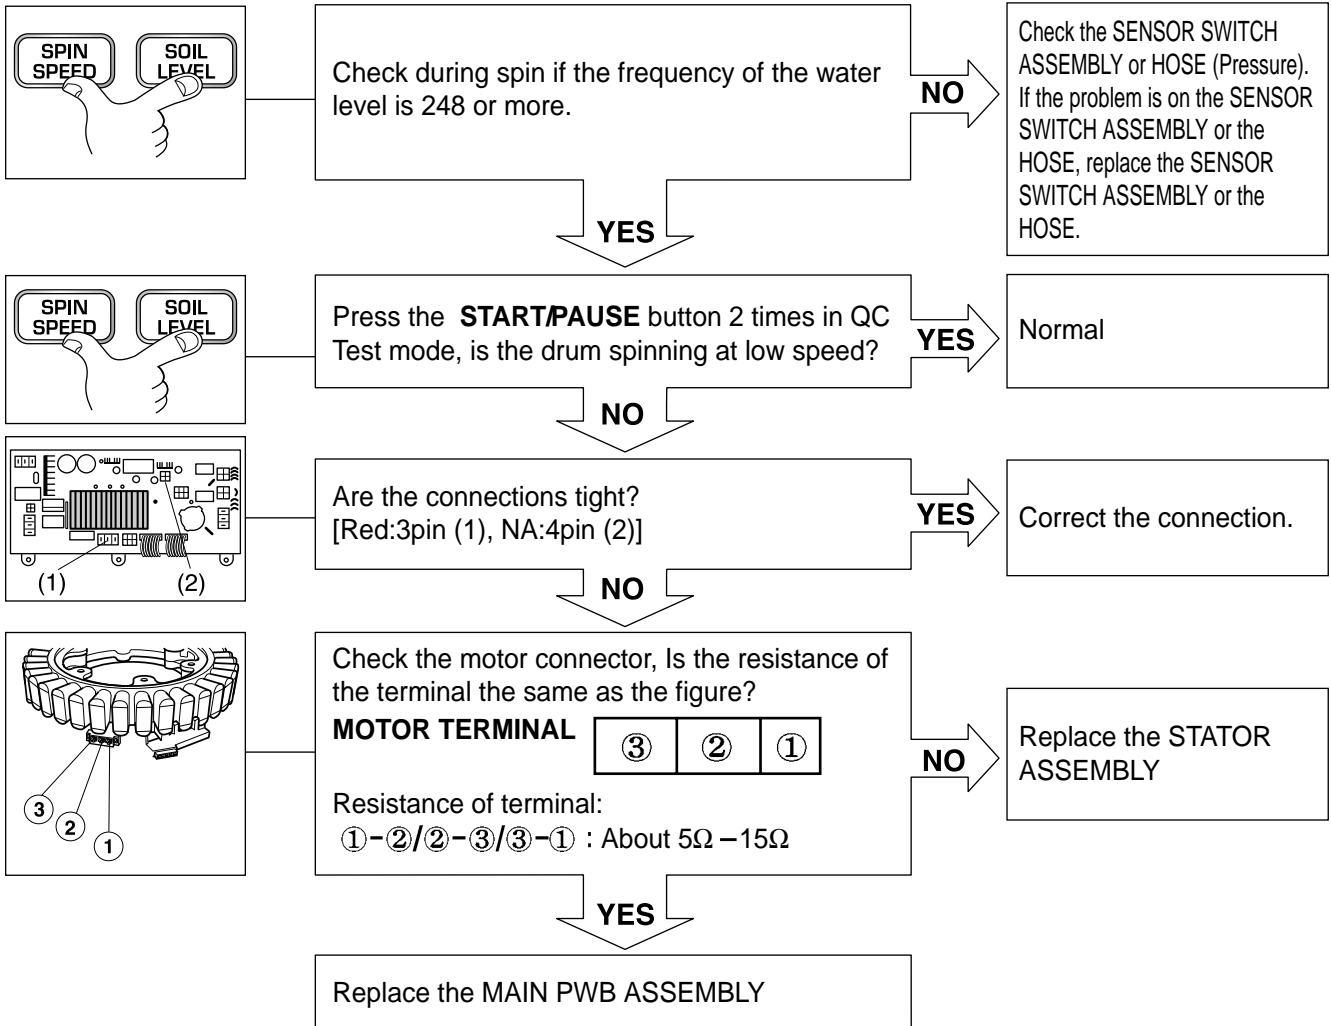 SPIN
SPEED
SOIL
LEVEL
Check during spin if the frequency of the water
level is 248 or more.
NO
Check the SENSOR SWITCH
ASSEMBLY or HOSE (Pressure).
If the problem is on the SENSOR
SWITCH ASSEMBLY or the
HOSE, replace the SENSOR
SWITCH ASSEMBLY or the
HOSE.
YES
SPIN
SPEED
SOIL
LEVEL
Press the START/PAUSE button 2 times in QC
Test mode, is the drum spinning at low speed?
YES
Normal
NO
(1)
(2)
Are the connections tight?
[Red:3pin (1), NA:4pin (2)]
YES
Correct the connection.
NO
3
2
1
Check the motor connector, Is the resistance of
the terminal the same as the figure?
MOTOR TERMINAL
③ ② ①
Resistance of terminal:
①-②/②-③/③-① : About 5Ω – 15Ω
NO
Replace the STATOR
ASSEMBLY
YES
Replace the MAIN PWB ASSEMBLY